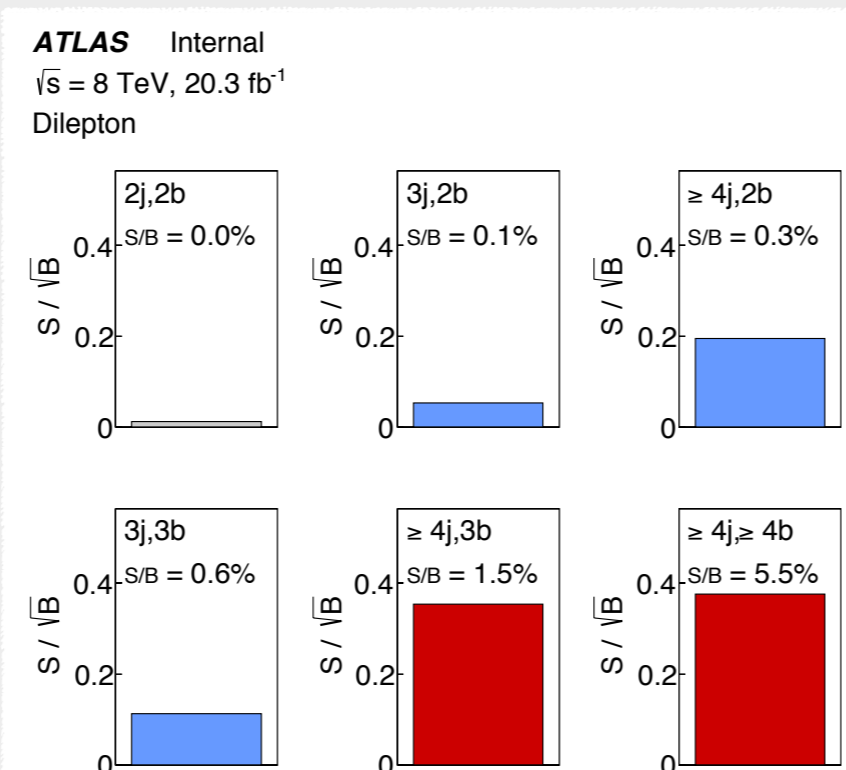 ATLAS Internal
√s = 8 TeV, 20.3 fb⁻¹
Dilepton
2j,2b
S/B = 0.0%
0.4
0.2
0
S / √B
3j,2b
S/B = 0.1%
0.4
0.2
0
S / √B
≥ 4j,2b
S/B = 0.3%
0.4
0.2
0
S / √B
3j,3b
S/B = 0.6%
0.4
0.2
0
S / √B
≥ 4j,3b
S/B = 1.5%
0.4
0.2
0
S / √B
≥ 4j,≥ 4b
S/B = 5.5%
0.4
0.2
0
S / √B